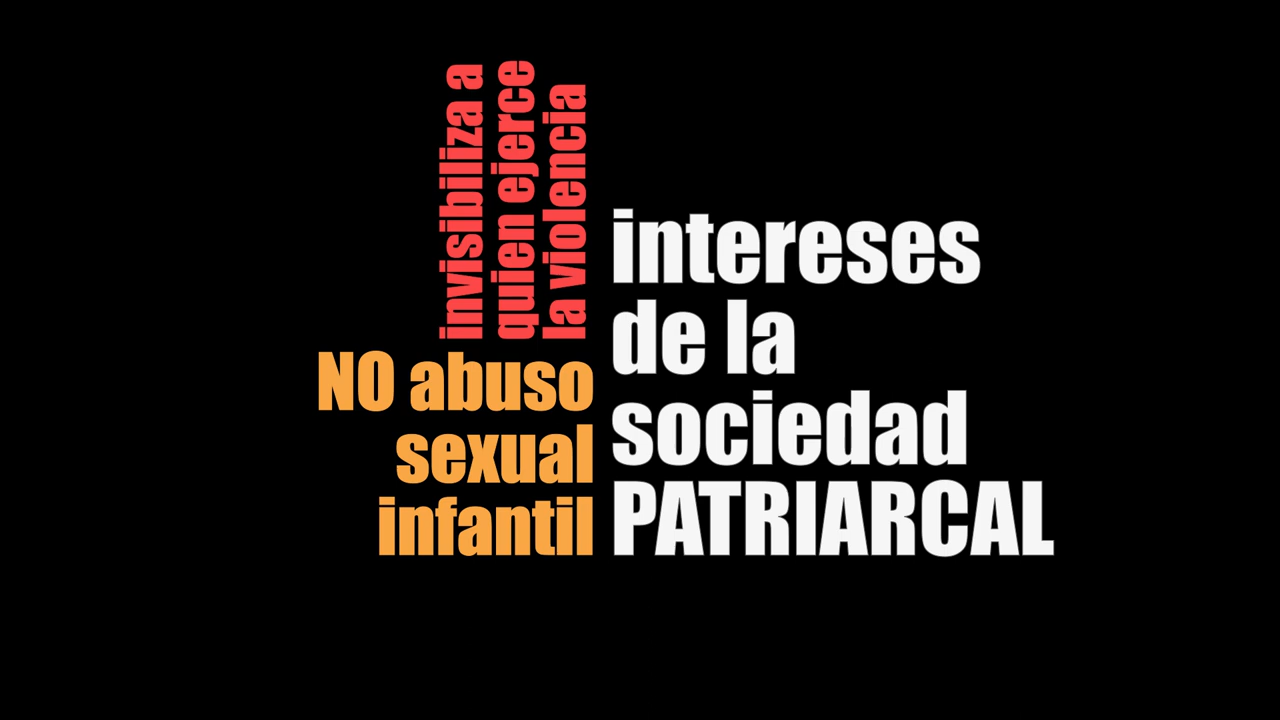 invisibiliza a
quien ejerce
la violencia
NO abuso
sexual
infantil
intereses
de la
sociedad
PATRIARCAL